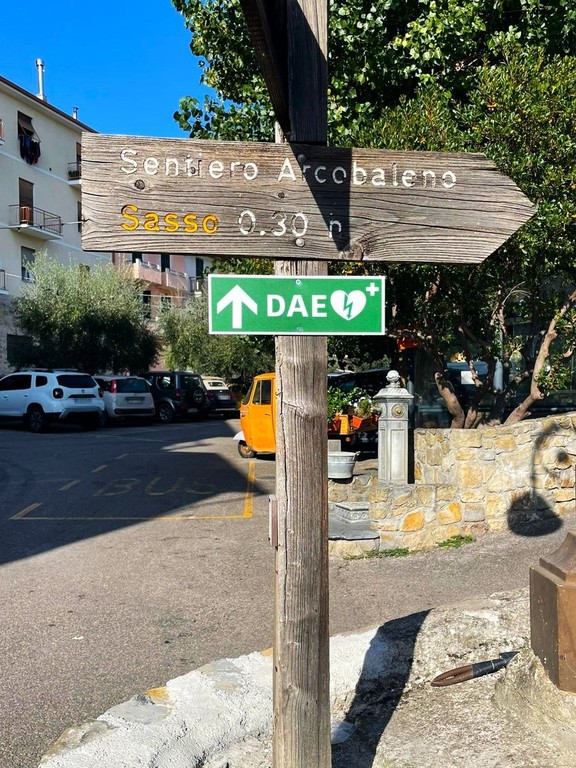 Sentiero Arcobaleno
Sasso 0.30 h
DAE
BUS